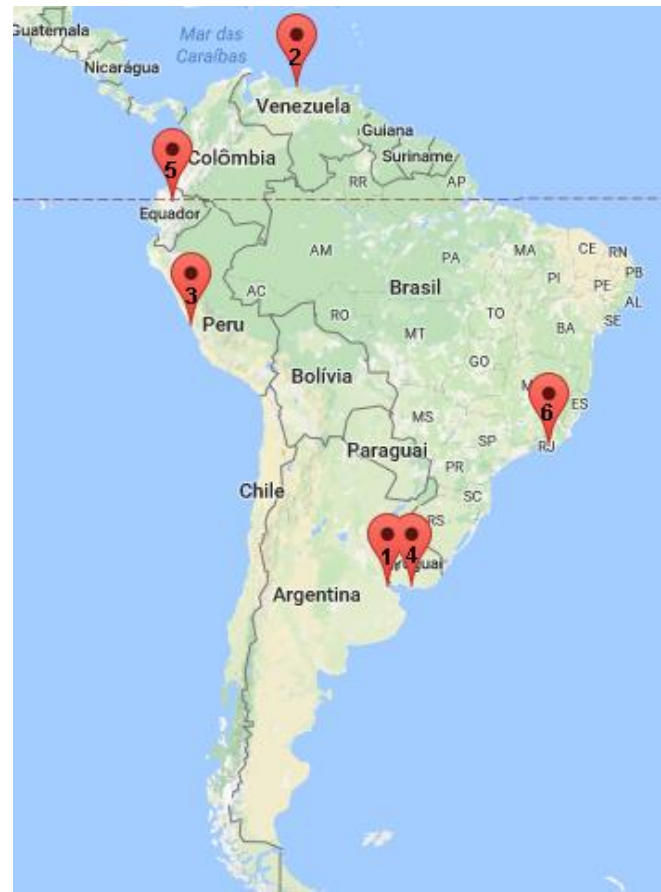 Guatemala
Mar das
Caraíbas
Nicarágua
2
Venezuela
Guiana
5
Colômbia
Suriname
RR
AP
Equador
AM
PA
MA
CE
RN
3
Peru
AC
Brasil
PI
PB
PE
AL
RO
TO
SE
MT
BA
GO
Bolívia
6
ES
MS
Paraguai
SP
RJ
PR
Chile
SC
RS
1
4
Argentina